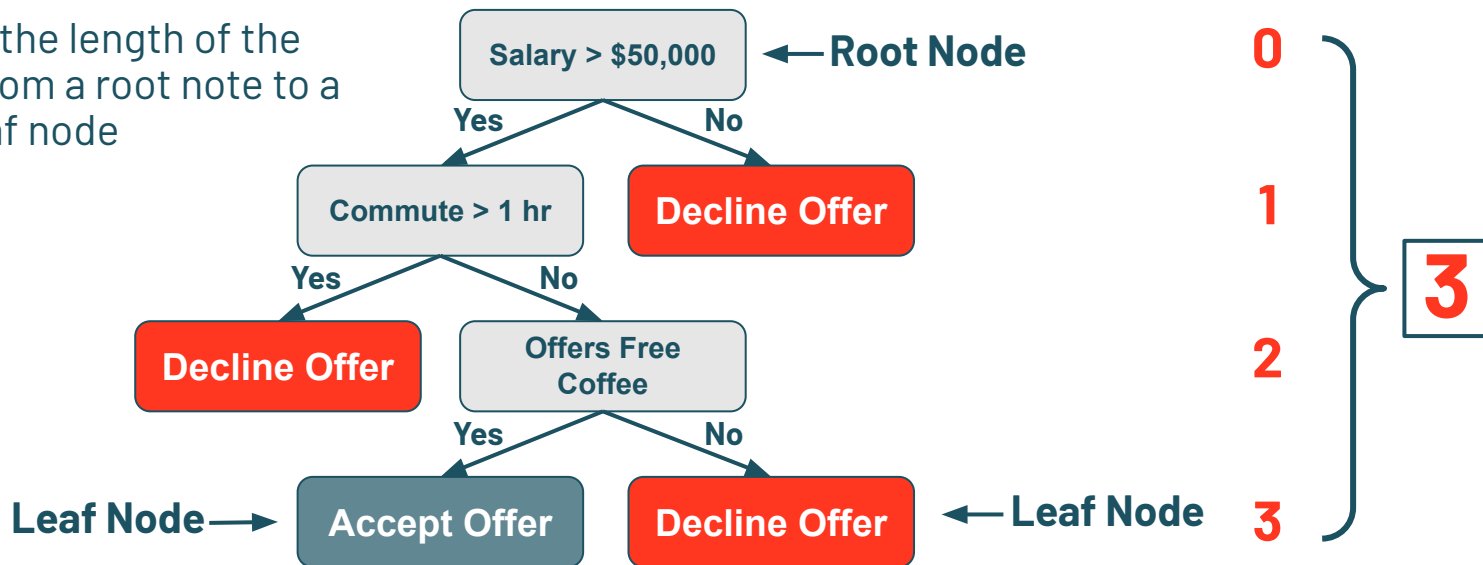 the length of the
om a root note to a
f node
Salary > $50,000
Root Node
0
Yes
No
Commute > 1 hr
Decline Offer
1
Yes
No
3
Decline Offer
Offers Free
Coffee
2
Yes
No
Leaf Node
Accept Offer
Decline Offer
Leaf Node
3